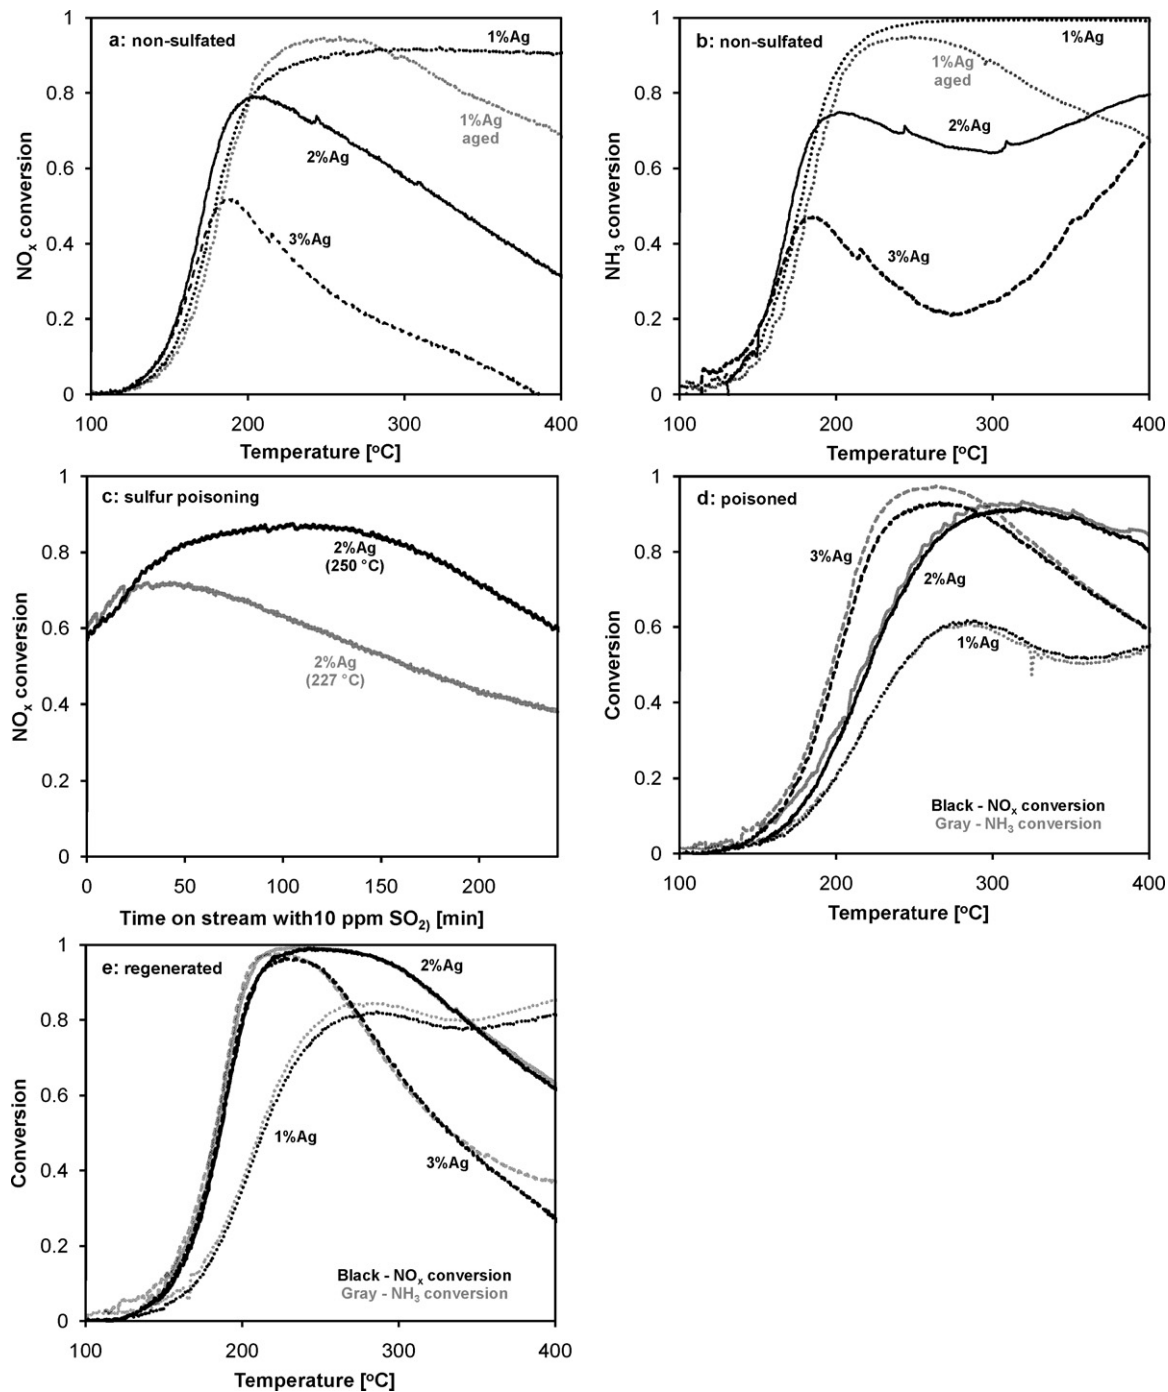 a: non-sulfated
1%Ag
1%Ag
aged
2%Ag
3%Ag
NOx conversion
1
0.8
0.6
0.4
0.2
0
100 200 300 400
Temperature [°C]
b: non-sulfated
1%Ag
1%Ag
aged
2%Ag
3%Ag
NH3 conversion
1
0.8
0.6
0.4
0.2
0
100 200 300 400
Temperature [°C]
c: sulfur poisoning
2%Ag
(250 °C)
2%Ag
(227 °C)
NOx conversion
1
0.8
0.6
0.4
0.2
0
0 50 100 150 200
Time on stream with10 ppm SO2) [min]
d: poisoned
3%Ag
2%Ag
1%Ag
Black - NOx conversion
Gray - NH3 conversion
Conversion
1
0.8
0.6
0.4
0.2
0
100 200 300 400
Temperature [°C]
e: regenerated
2%Ag
1%Ag
3%Ag
Black - NOx conversion
Gray - NH3 conversion
Conversion
1
0.8
0.6
0.4
0.2
0
100 200 300 400
Temperature [°C]